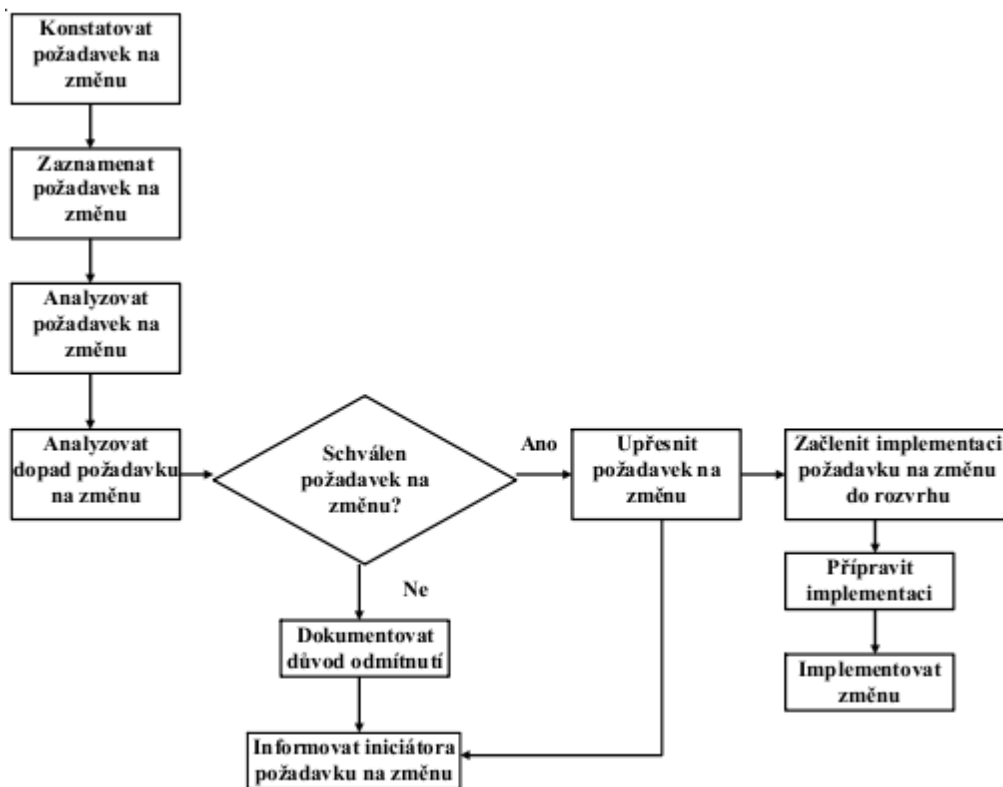 Konstatovat
požadavek na
změnu
Zaznamenat
požadavek na
změnu
Analyzovat
požadavek na
změnu
Analyzovat
dopad požadavku
na změnu
Schválen
požadavek na
změnu?
Ano
Upřesnit
požadavek na
změnu
Začlenit implementaci
požadavku na změnu
do rozvrhu
Ne
Přípravit
implementaci
Dokumentovat
důvod odmítnutí
Implementovat
změnu
Informovat iniciátora
požadavku na změnu